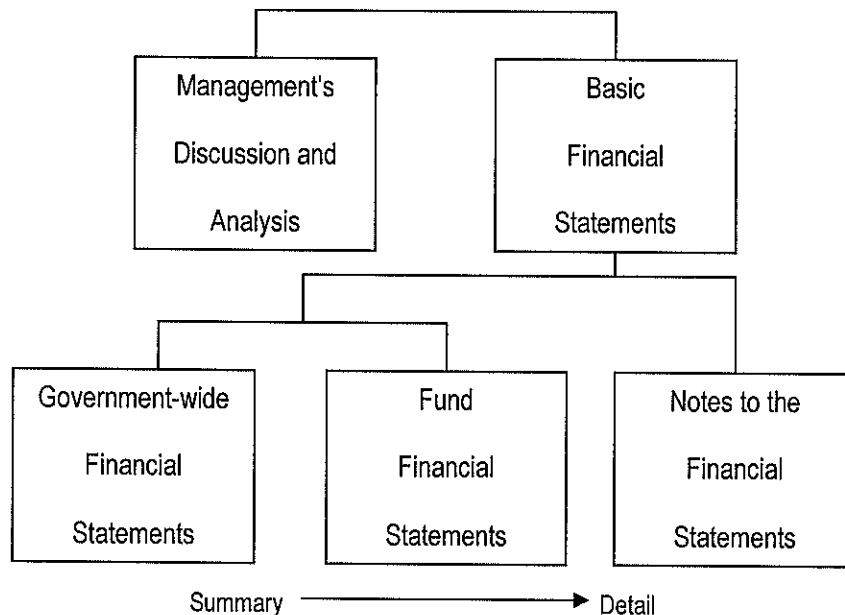 Management's
Discussion and
Analysis
Basic
Financial
Statements
Government-wide
Financial
Statements
Fund
Financial
Statements
Notes to the
Financial
Statements
Summary
Detail